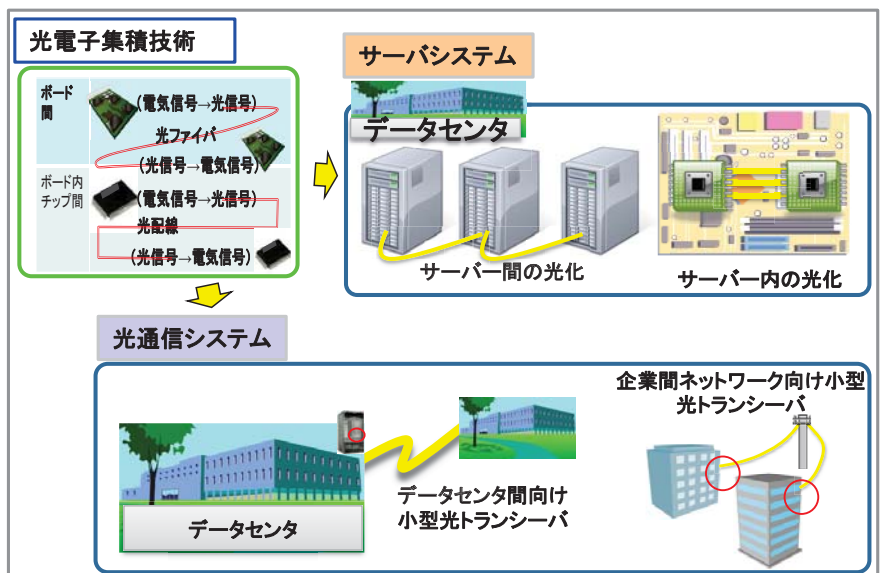 光電子集積技術
ボード
間
(電気信号→光信号)
光ファイバ
(光信号→電気信号)
ボード内
チップ間
(電気信号→光信号)
光配線
(光信号→電気信号)
サーバシステム
データセンタ
サーバー間の光化
サーバー内の光化
光通信システム
データセンタ
データセンタ間向け
小型光トランシーバ
企業間ネットワーク向け小型
光トランシーバ